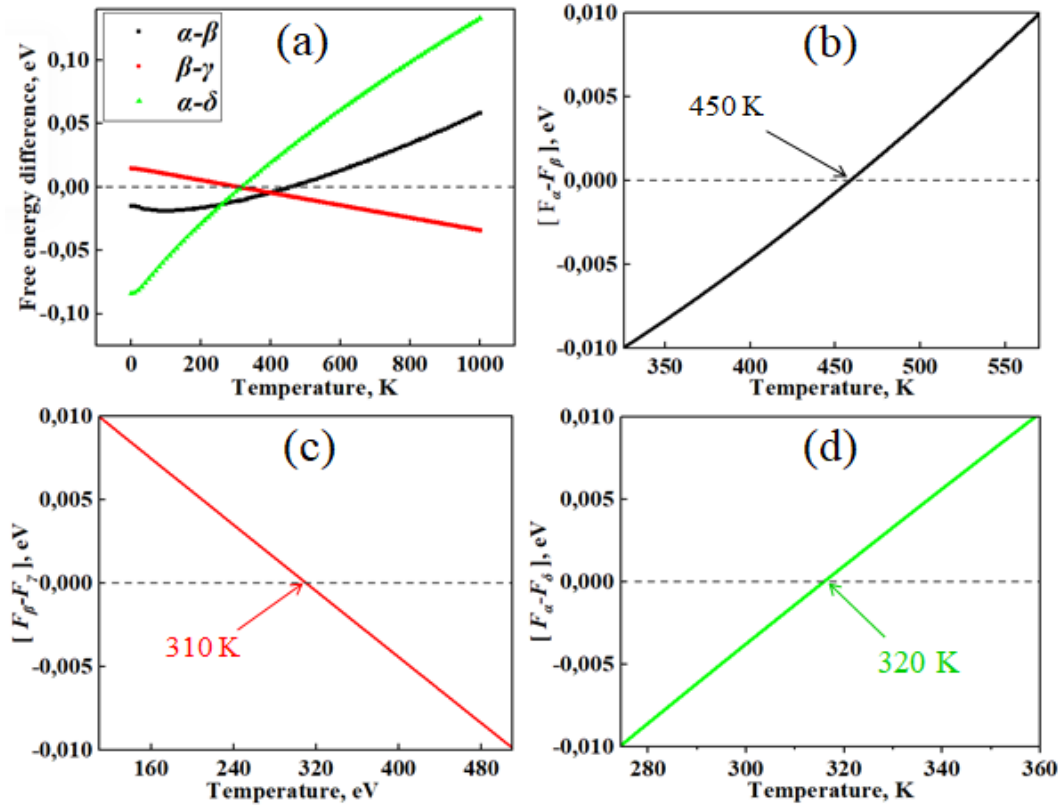 (a)
α-β
β-γ
α-δ
Free energy difference, eV
0,10
0,05
0,00
-0,05
-0,10
0 200 400 600 800 1000
Temperature, K
(b)
450 K
[ Fα-Fβ ], eV
0,010
0,005
0,000
-0,005
-0,010
350 400 450 500 550
Temperature, K
(c)
310 K
[ Fβ-Fγ ], eV
0,010
0,005
0,000
-0,005
-0,010
160 240 320 400 480
Temperature, eV
(d)
320 K
[ Fα-Fδ ], eV
0,010
0,005
0,000
-0,005
-0,010
280 300 320 340 360
Temperature, K